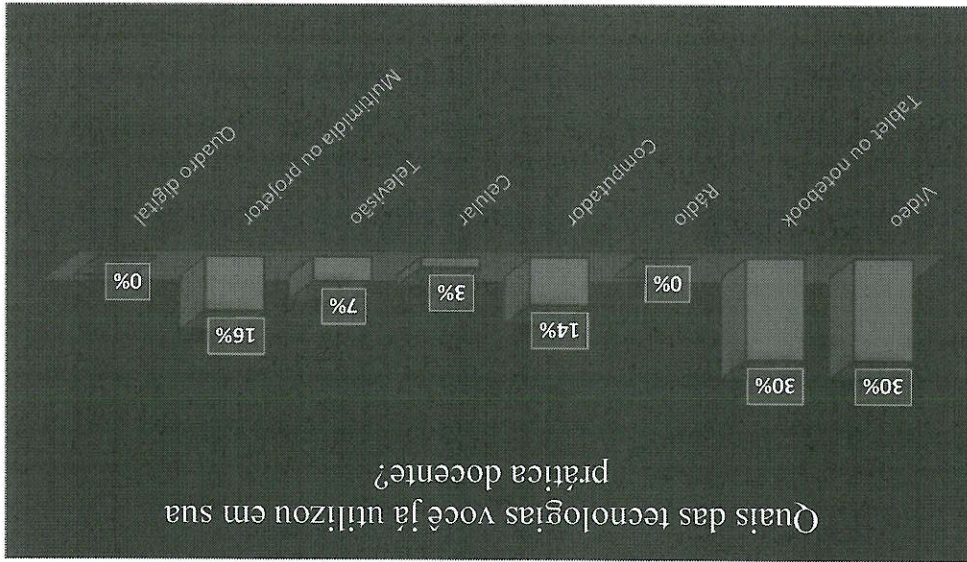 Quais das tecnologias você já utilizou em sua
prática docente?
30%
30%
0%
14%
3%
7%
16%
0%
Vídeo
Tablet ou notebook
Rádio
Computador
Celular
Televisão
Multimídia ou projetor
Quadro digital